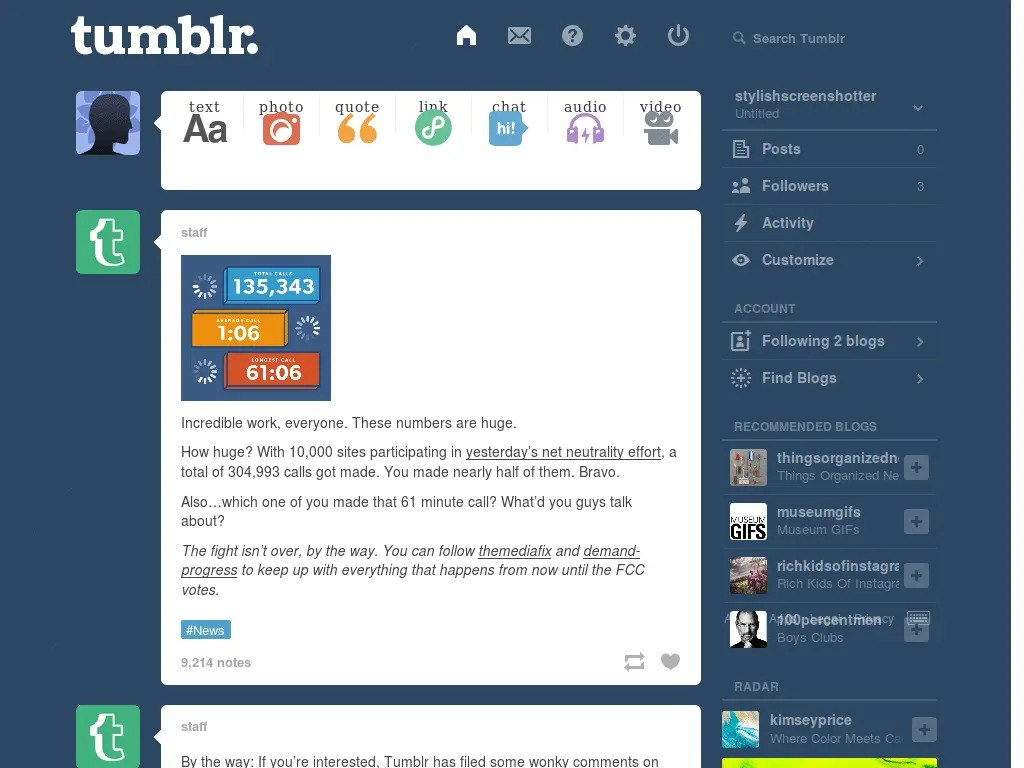 tumblr.
Search Tumblr
text
photo
quote
link
chat
audio
video
Aa
hi!
stylishscreenshotter
Untitled
Posts 0
Followers 3
Activity
Customize
ACCOUNT
Following 2 blogs
Find Blogs
RECOMMENDED BLOGS
thingsorganizedn
Things Organized Ne
museumgifs
Museum GIFs
MUSEUM
GIFS
richkidsofinstagra
Rich Kids Of Instagra
100percentmen
Boys Clubs
Legal Privacy
RADAR
kimseyprice
Where Color Meets Ca
staff
TOTAL CALLS
135,343
AVERAGE CALL
1:06
LONGEST CALL
61:06
Incredible work, everyone. These numbers are huge.
How huge? With 10,000 sites participating in yesterday's net neutrality effort, a
total of 304,993 calls got made. You made nearly half of them. Bravo.
Also…which one of you made that 61 minute call? What'd you guys talk
about?
The fight isn't over, by the way. You can follow themediafix and demand-
progress to keep up with everything that happens from now until the FCC
votes.
#News
9,214 notes
staff
By the way: If you're interested, Tumblr has filed some wonky comments on